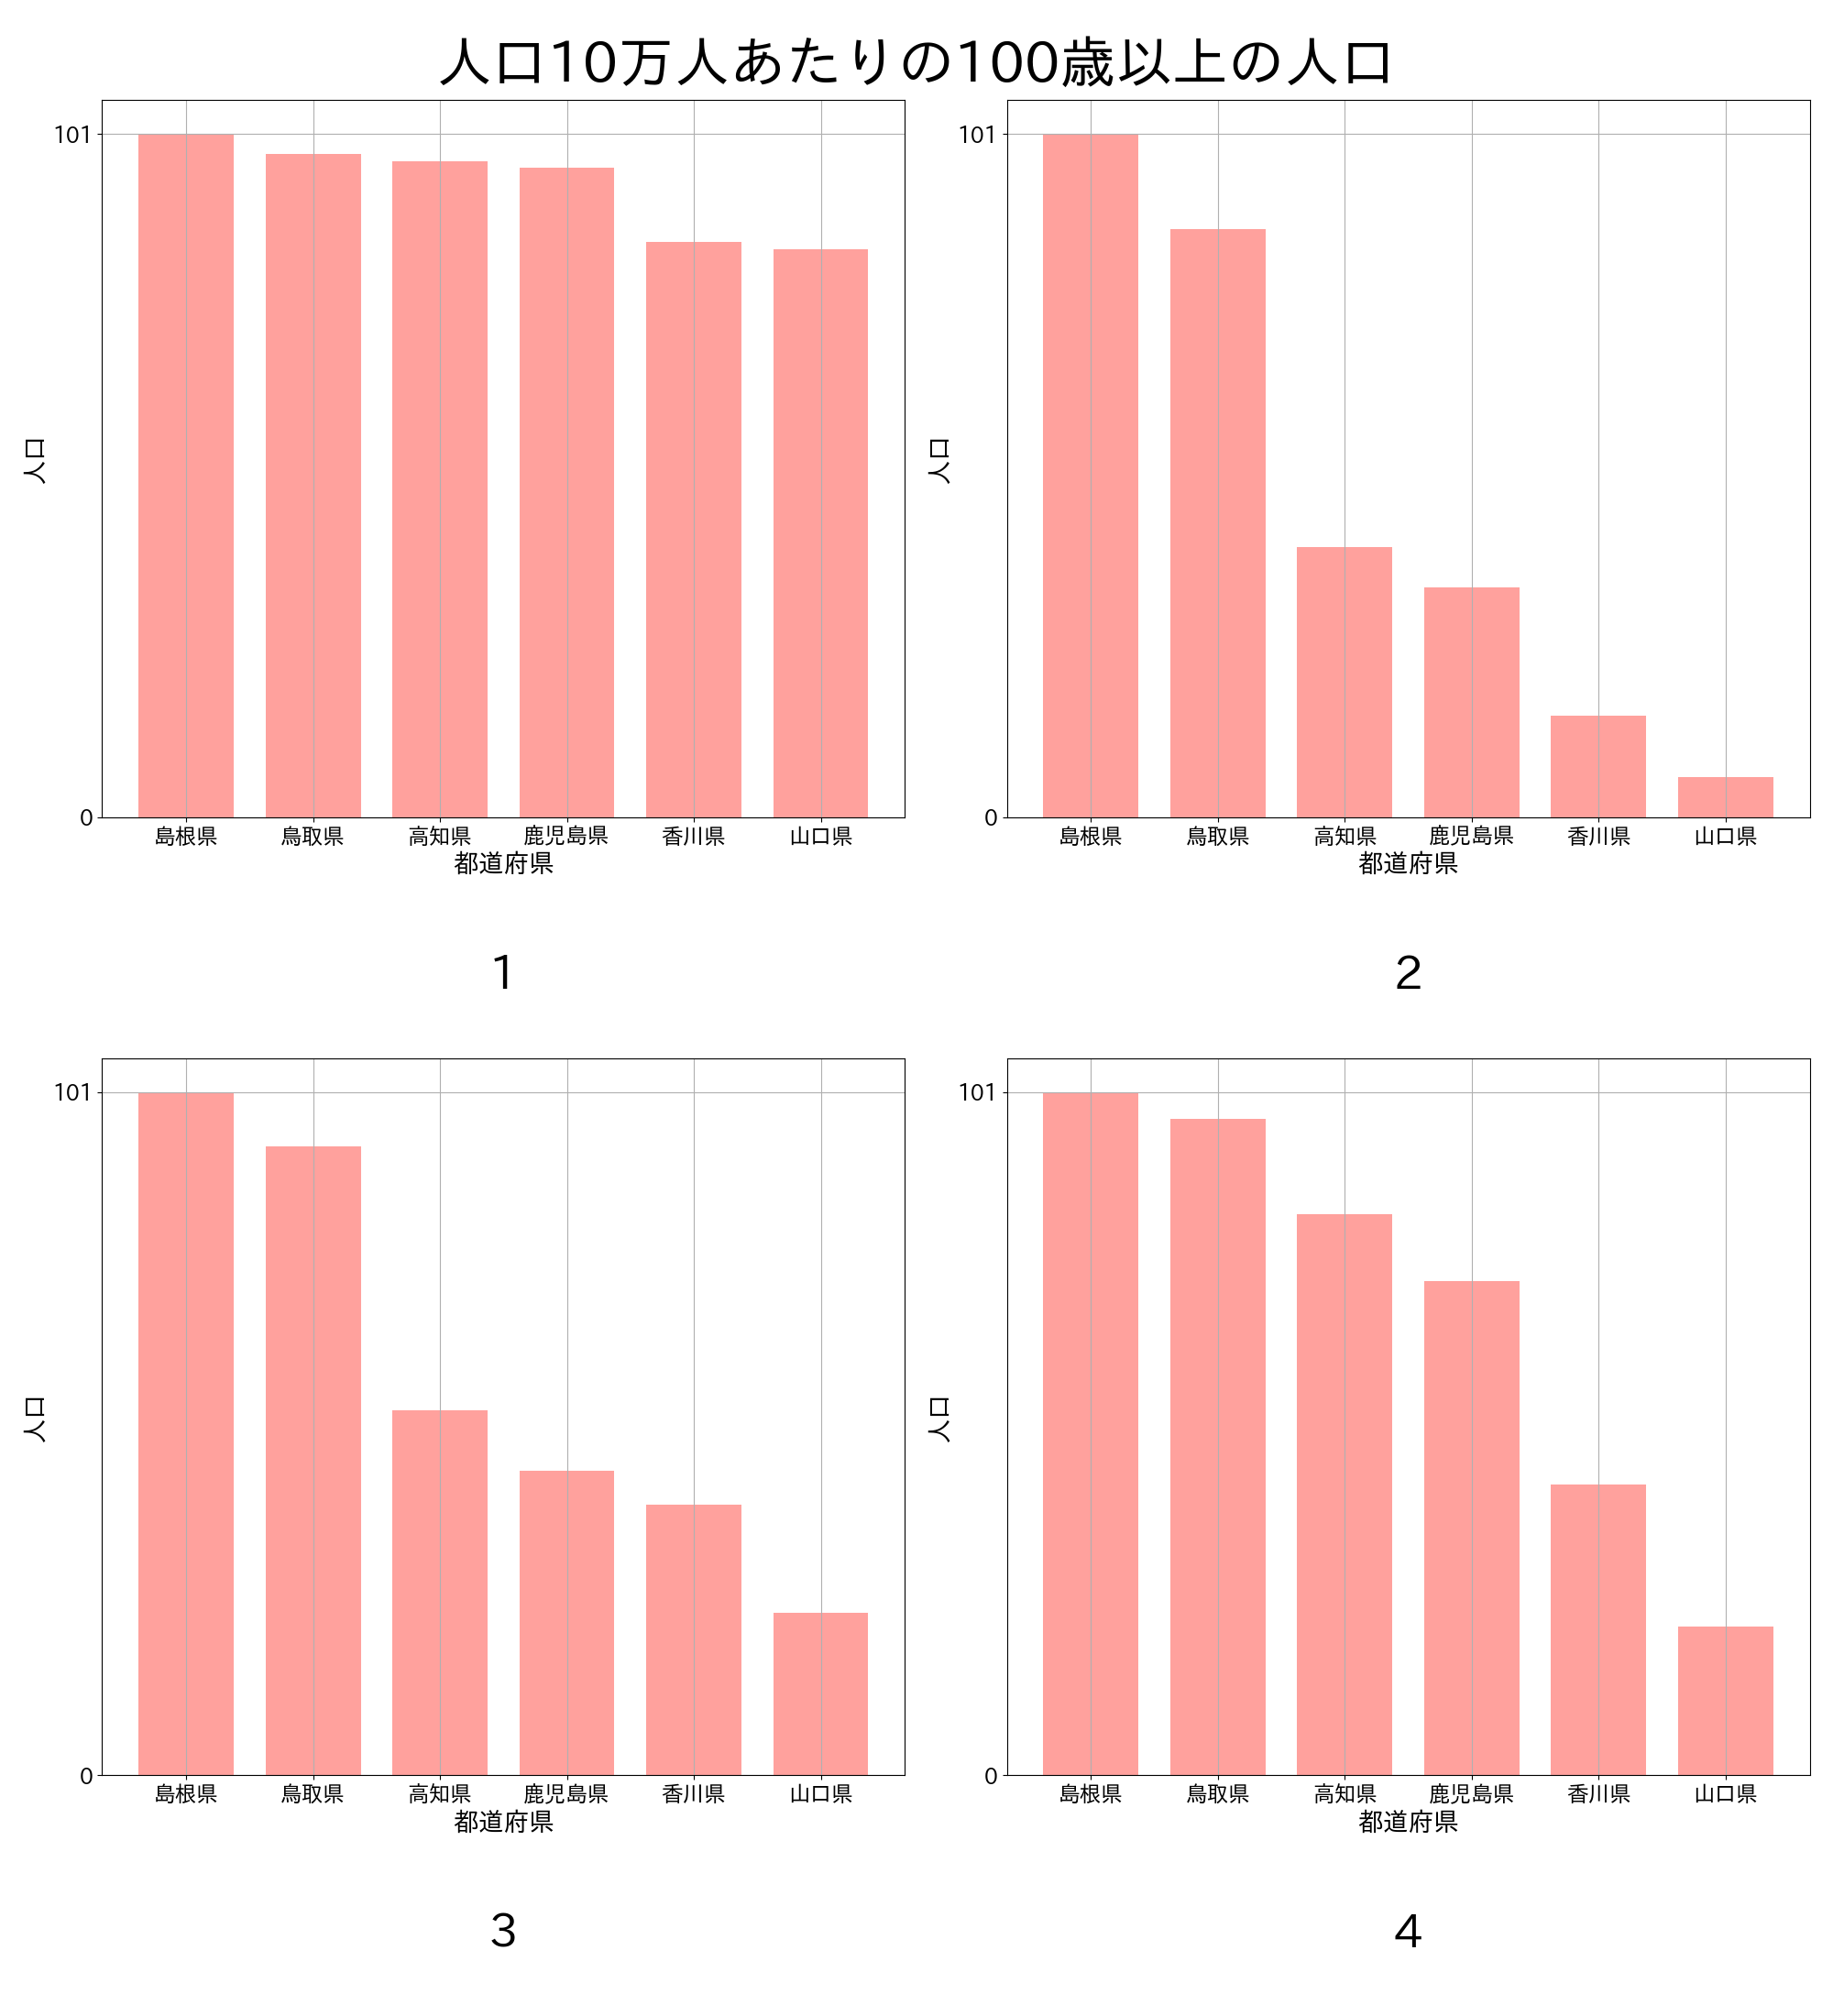 人口10万人あたりの100歳以上の人口
101
人口
0
島根県 鳥取県 高知県 鹿児島県 香川県 山口県
都道府県
1
101
人口
0
島根県 鳥取県 高知県 鹿児島県 香川県 山口県
都道府県
2
101
人口
0
島根県 鳥取県 高知県 鹿児島県 香川県 山口県
都道府県
3
101
人口
0
島根県 鳥取県 高知県 鹿児島県 香川県 山口県
都道府県
4